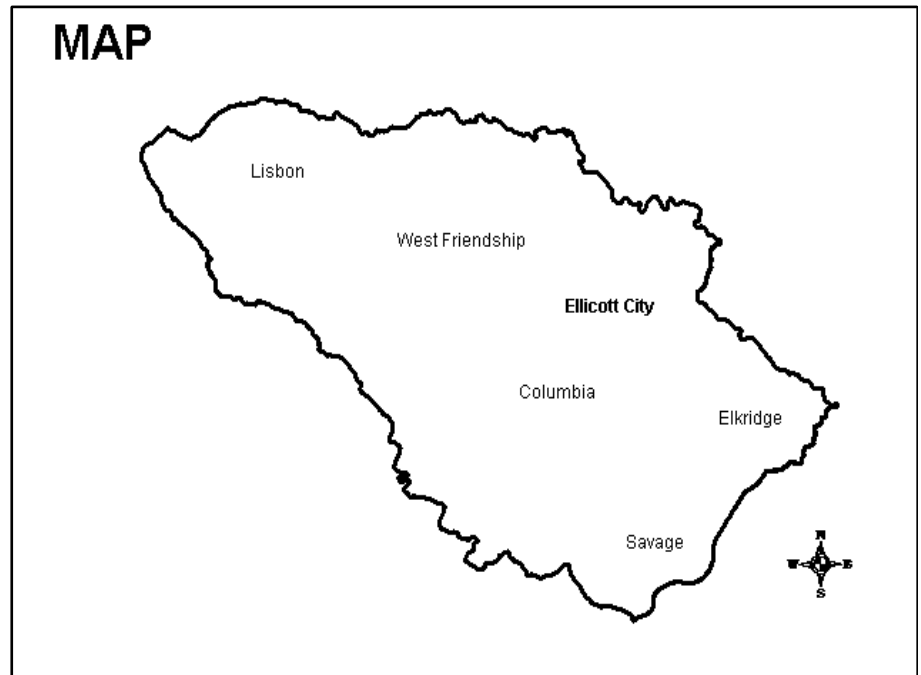 MAP
Lisbon
West Friendship
Ellicott City
Columbia
Elkridge
Savage
N
W E
S